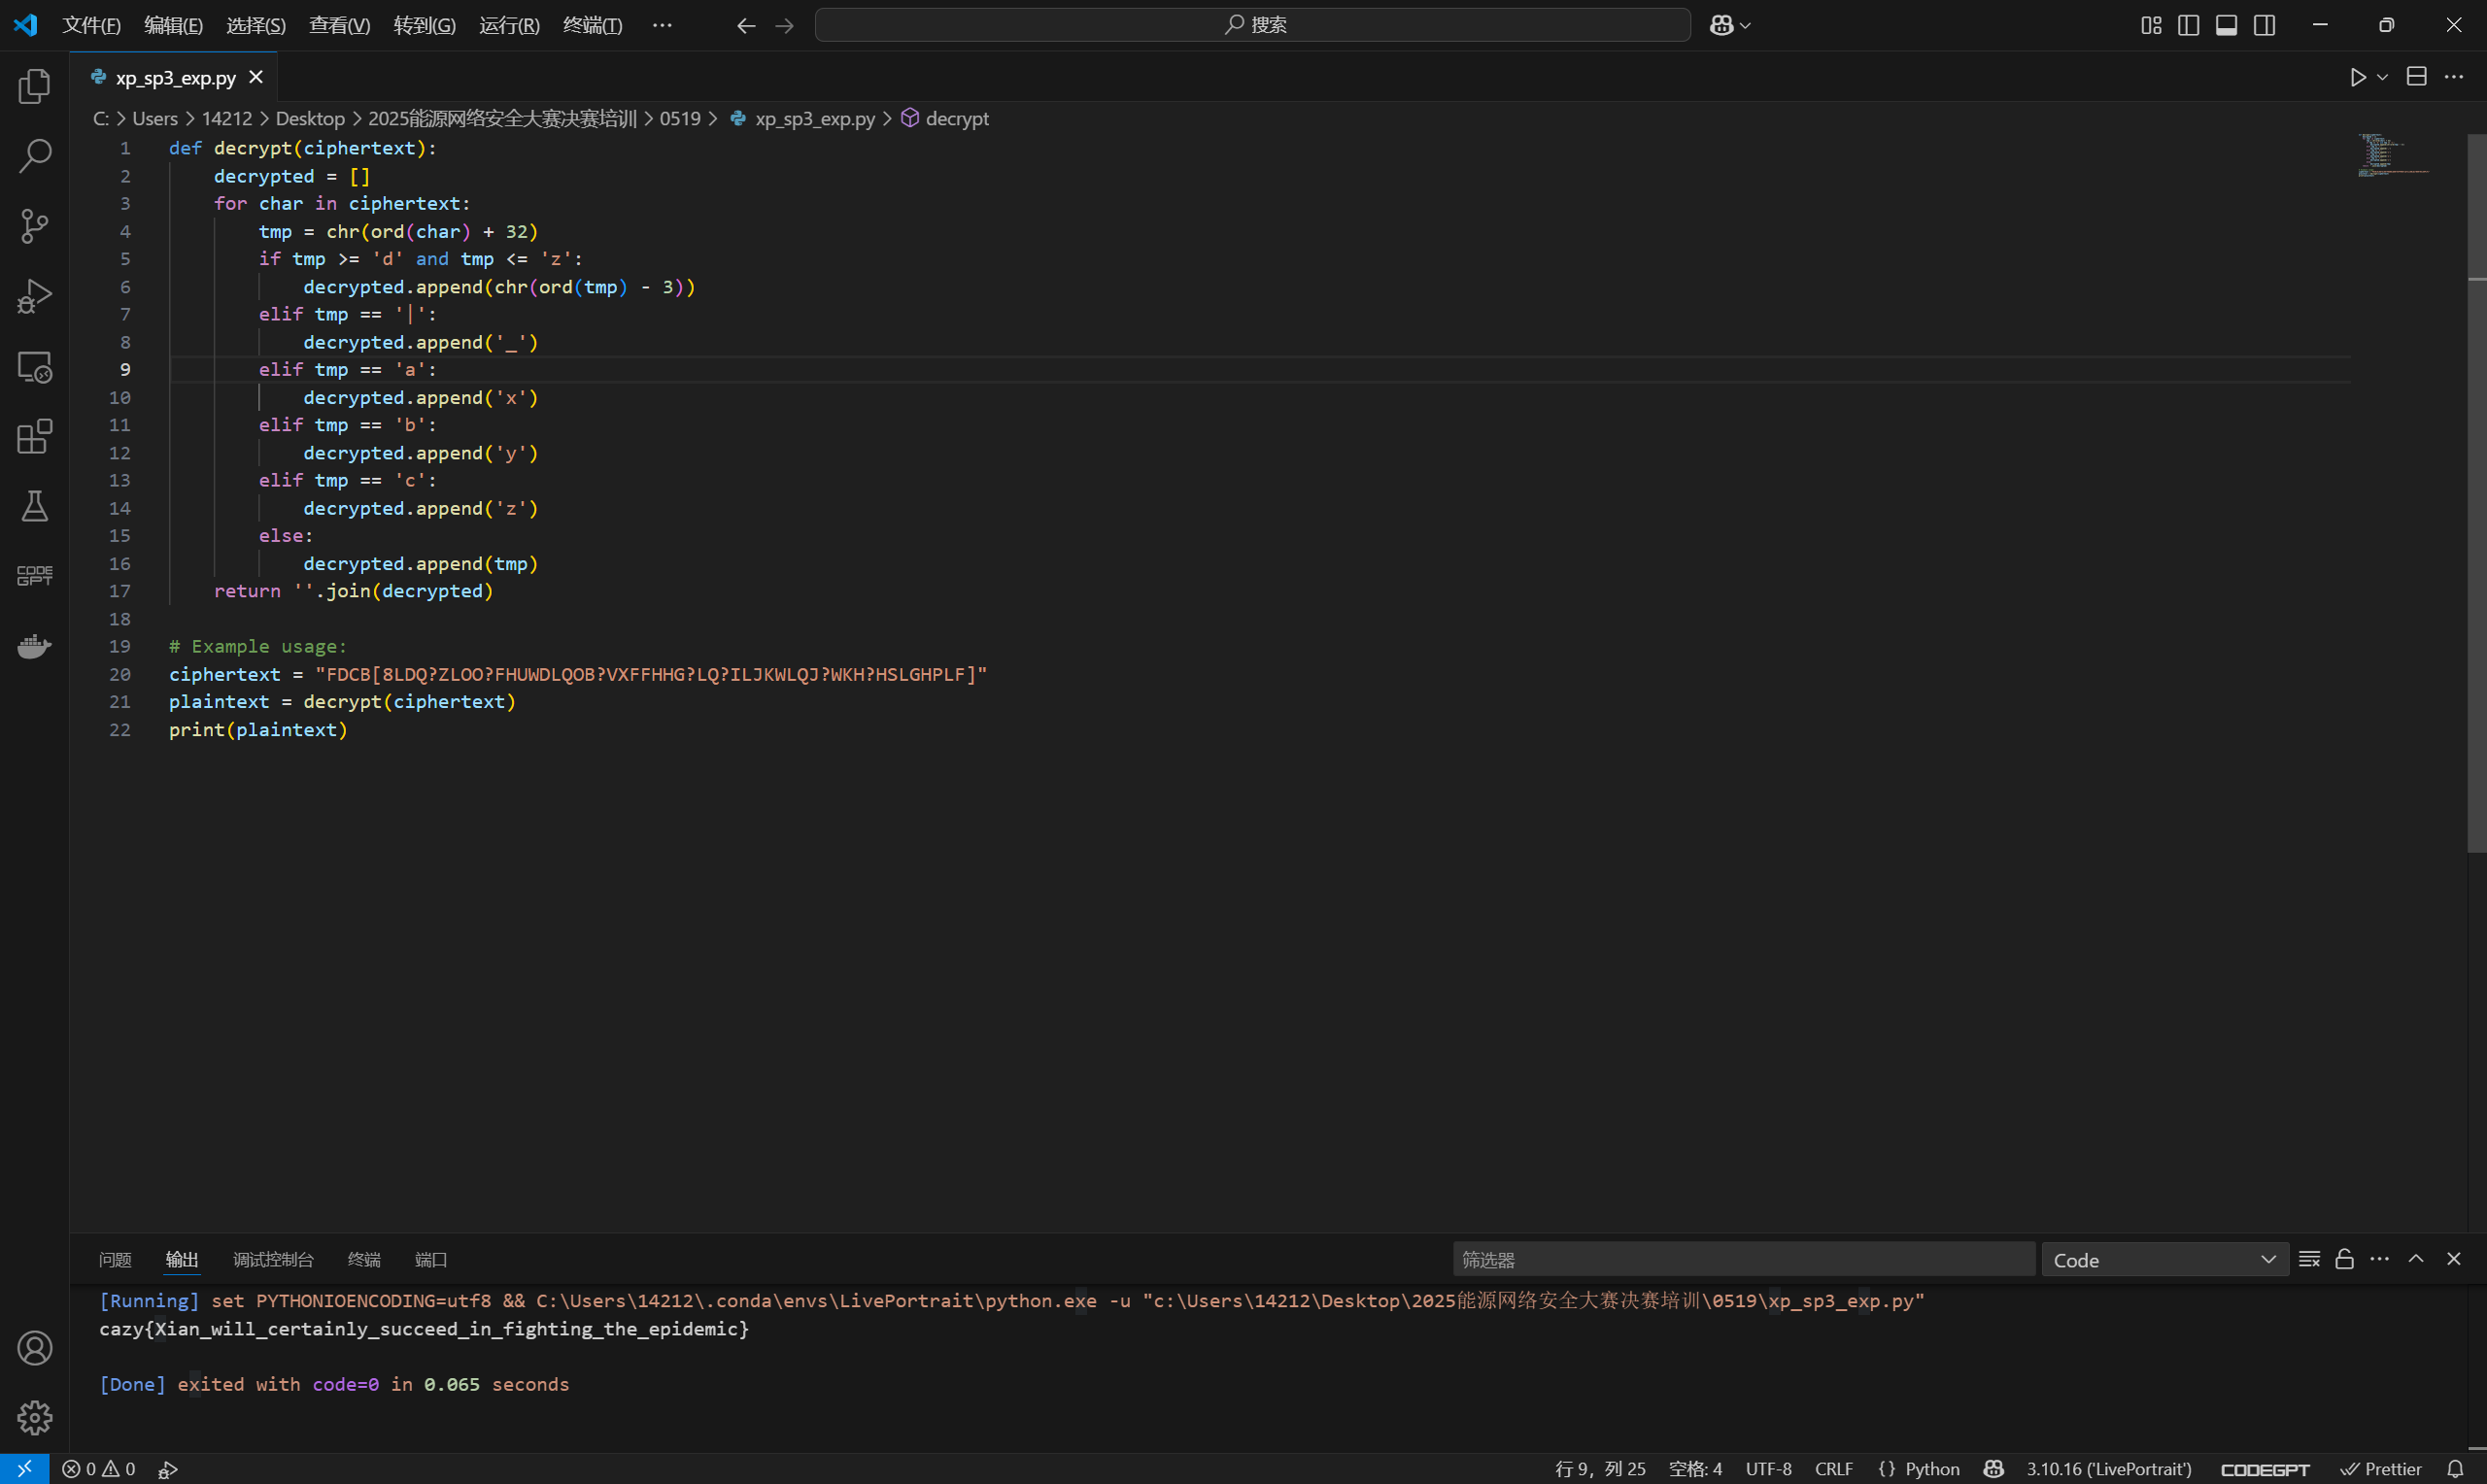 文件(F) 编辑(E) 选择(S) 查看(V) 转到(G) 运行(R) 终端(T) ··· 搜索
xp_sp3_exp.py
C: > Users > 14212 > Desktop > 2025能源网络安全大赛决赛培训 > 0519 > xp_sp3_exp.py > decrypt
1 def decrypt(ciphertext):
2     decrypted = []
3     for char in ciphertext:
4         tmp = chr(ord(char) + 32)
5         if tmp >= 'd' and tmp <= 'z':
6             decrypted.append(chr(ord(tmp) - 3))
7         elif tmp == '|':
8             decrypted.append('_')
9         elif tmp == 'a':
10             decrypted.append('x')
11         elif tmp == 'b':
12             decrypted.append('y')
13         elif tmp == 'c':
14             decrypted.append('z')
15         else:
16             decrypted.append(tmp)
17     return ''.join(decrypted)
18
19 # Example usage:
20 ciphertext = "FDCB[8LDQ?ZLOO?FHUWDLQOB?VXFFHHG?LQ?ILJKWLQJ?WKH?HSLGHPLF]"
21 plaintext = decrypt(ciphertext)
22 print(plaintext)
CODE
GPT
问题 输出 调试控制台 终端 端口 筛选器 Code
[Running] set PYTHONIOENCODING=utf8 && C:\Users\14212\.conda\envs\LivePortrait\python.exe -u "c:\Users\14212\Desktop\2025能源网络安全大赛决赛培训\0519\xp_sp3_exp.py"
cazy{Xian_will_certainly_succeed_in_fighting_the_epidemic}
[Done] exited with code=0 in 0.065 seconds
0 0 行 9，列 25 空格: 4 UTF-8 CRLF {} Python 3.10.16 ('LivePortrait') CODEGPT Prettier